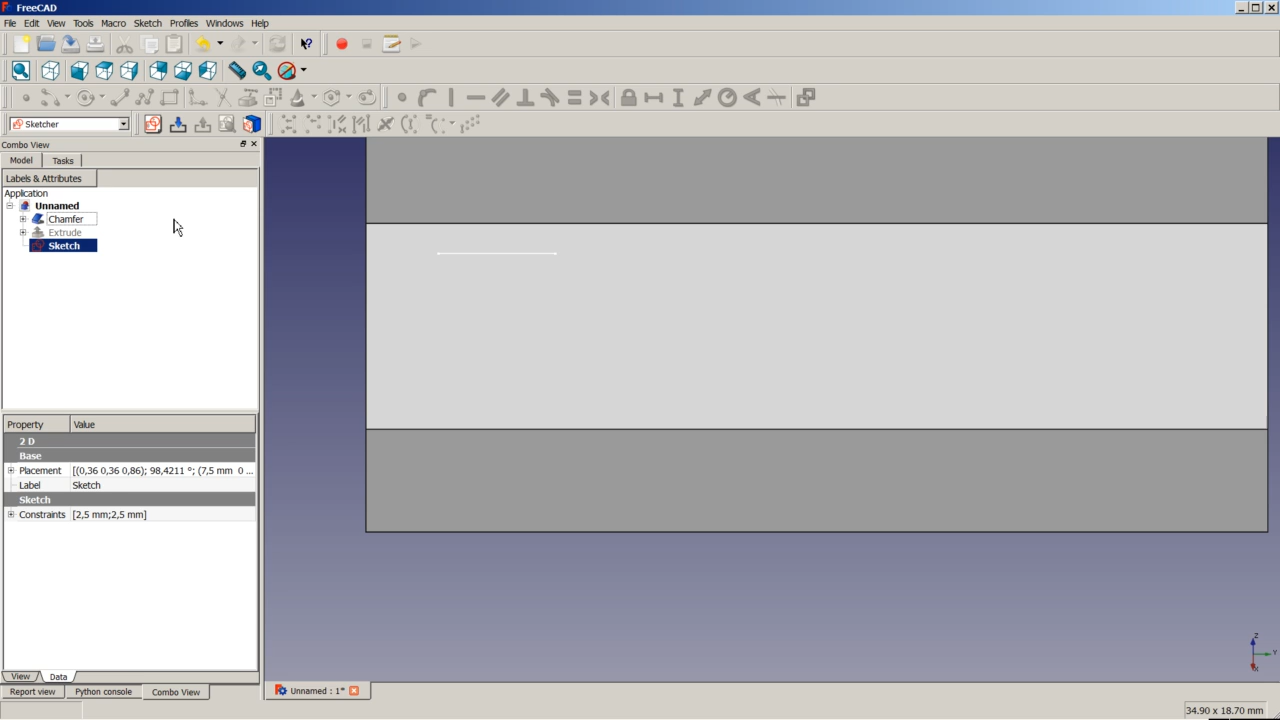 FreeCAD
File Edit View Tools Macro Sketch Profiles Windows Help
Sketcher
Combo View
Model Tasks
Labels & Attributes
Application
Unnamed
Chamfer
Extrude
Sketch
Property Value
2 D
Base
Placement [(0,36 0,36 0,86); 98,4211 °; (7,5 mm 0 ...
Label Sketch
Sketch
Constraints [2,5 mm;2,5 mm]
View Data
Report view Python console Combo View
Unnamed : 1*
Z
Y
X
34.90 x 18.70 mm